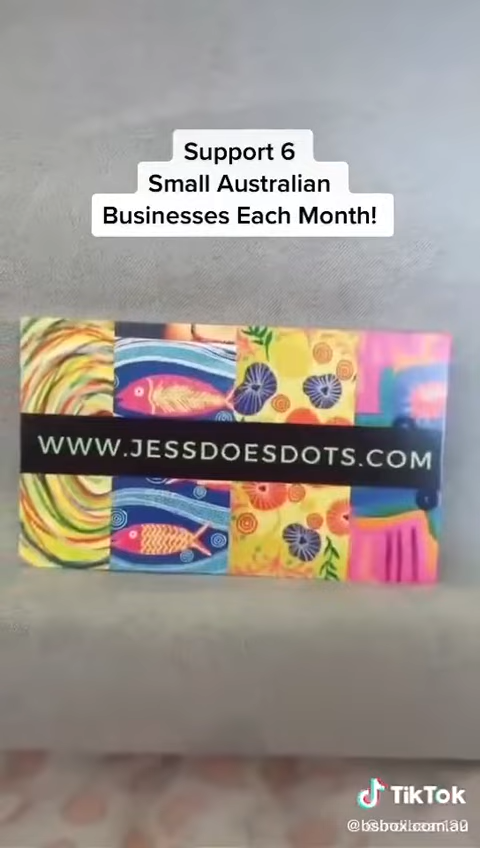 Support 6
Small Australian
Businesses Each Month!
WWW.JESSDOESDOTS.COM
TikTok